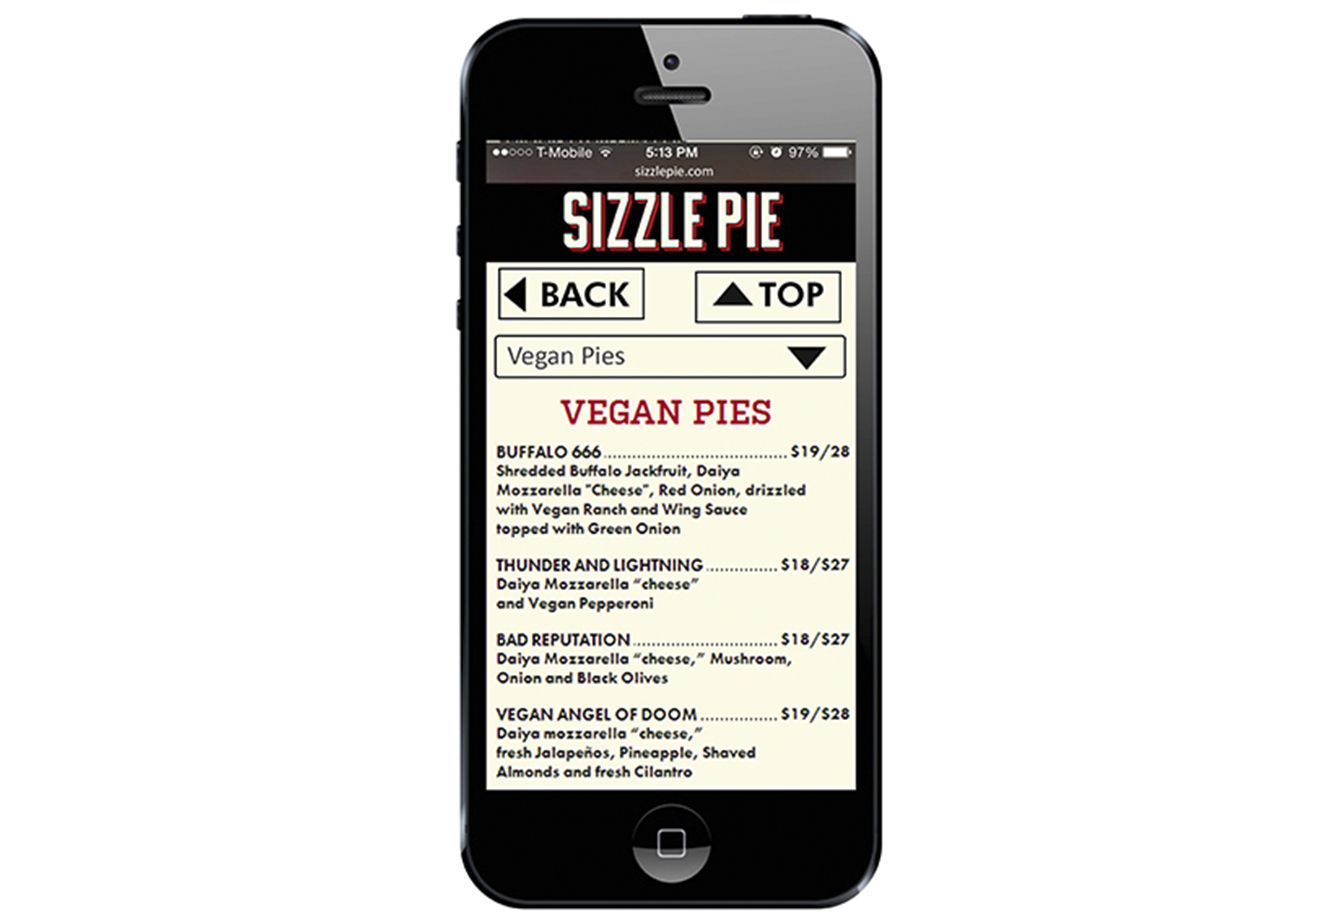 T-Mobile 5:13 PM 97%
sizzlepie.com
SIZZLE PIE
BACK TOP
Vegan Pies
VEGAN PIES
BUFFALO 666 ........................................ $19/28
Shredded Buffalo Jackfruit, Daiya
Mozzarella "Cheese", Red Onion, drizzled
with Vegan Ranch and Wing Sauce
topped with Green Onion
THUNDER AND LIGHTNING ............... $18/$27
Daiya Mozzarella “cheese”
and Vegan Pepperoni
BAD REPUTATION .............................. $18/$27
Daiya Mozzarella “cheese,” Mushroom,
Onion and Black Olives
VEGAN ANGEL OF DOOM ................ $19/$28
Daiya mozzarella “cheese,”
fresh Jalapeños, Pineapple, Shaved
Almonds and fresh Cilantro